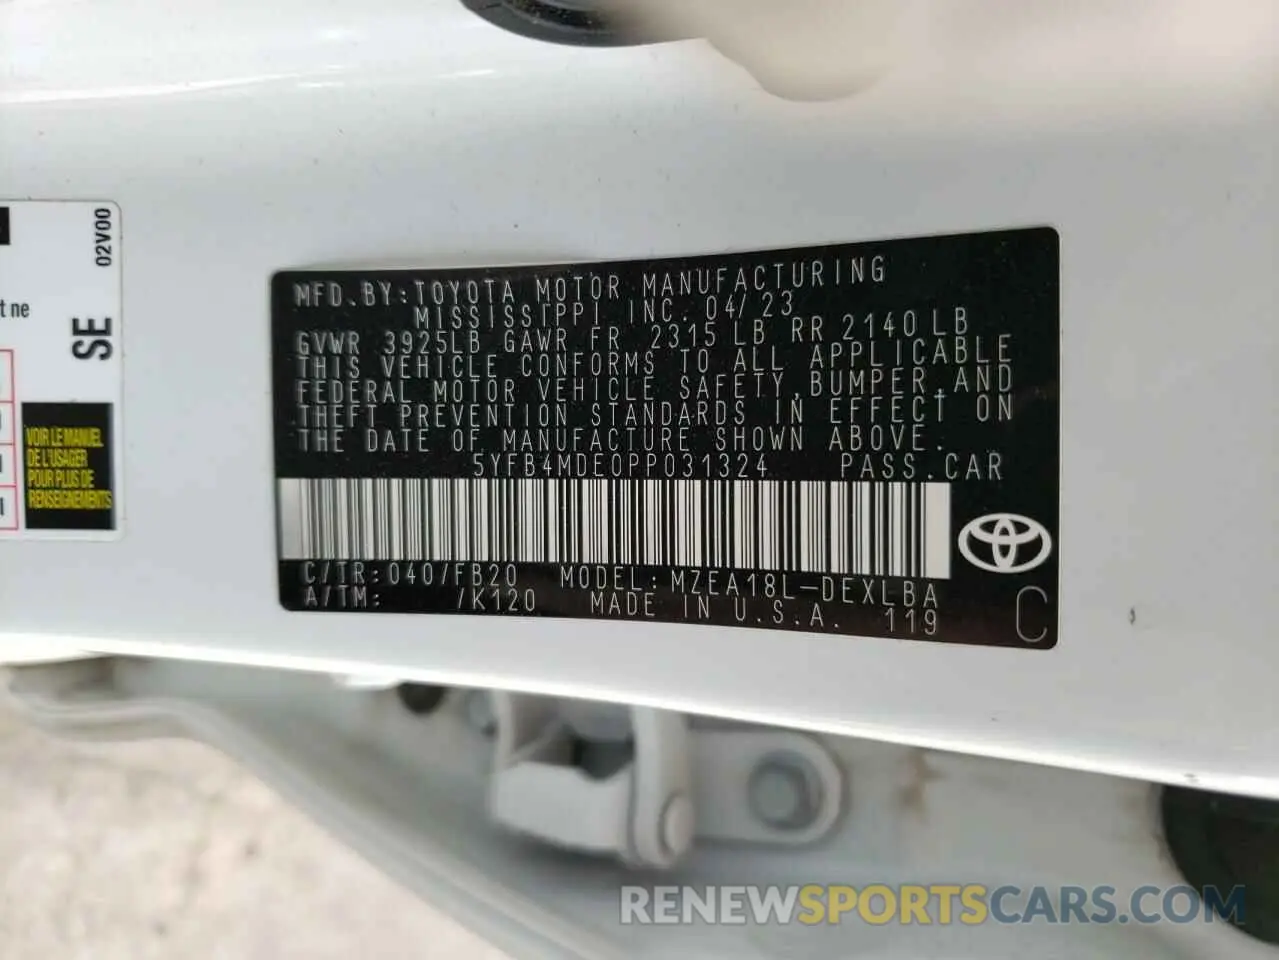 02V00
t ne
SE
VOIR LE MANUEL
DE L'USAGER
POUR PLUS DE
RENSEIGNEMENTS
MFD. BY: TOYOTA MOTOR MANUFACTURING
MISSISSIPPI INC. 04/23
GVWR 3925LB GAWR FR 2315 LB RR 2140LB
THIS VEHICLE CONFORMS TO ALL APPLICABLE
FEDERAL MOTOR VEHICLE SAFETY, BUMPER, AND
THEFT PREVENTION STANDARDS IN EFFECT ON
THE DATE OF MANUFACTURE SHOWN ABOVE.
5YFB4MDE0PP031324 PASS. CAR
C/TR: 040/FB20 MODEL: MZEA18L-DEXLBA
A/TM: /K120 MADE IN U.S.A. 119
C
RENEWSPORTSCARS.COM